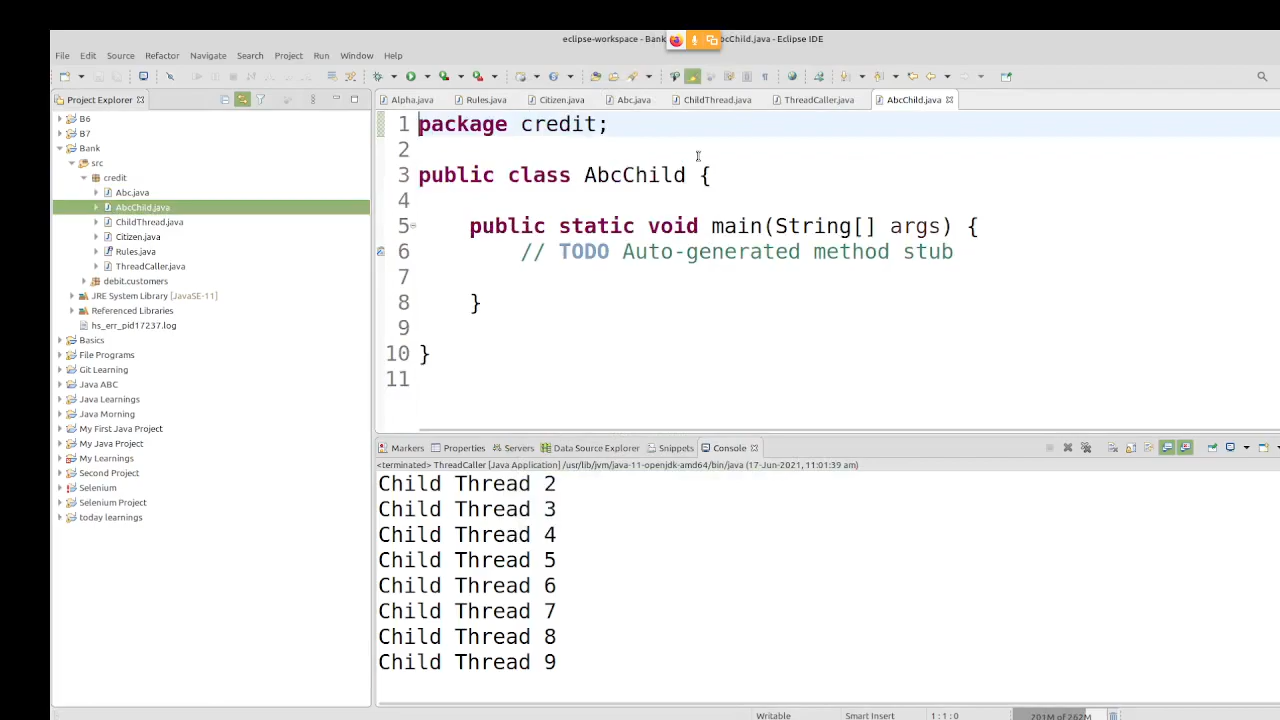 eclipse-workspace - Bank bcChild.java - Eclipse IDE
File Edit Source Refactor Navigate Search Project Run Window Help
Project Explorer
Alpha.java Rules.java Citizen.java Abc.java ChildThread.java ThreadCaller.java AbcChild.java
B6
B7
Bank
src
credit
Abc.java
AbcChild.java
ChildThread.java
Citizen.java
Rules.java
ThreadCaller.java
debit.customers
JRE System Library [JavaSE-11]
Referenced Libraries
hs_err_pid17237.log
Basics
File Programs
Git Learning
Java ABC
Java Learnings
Java Morning
My First Java Project
My Java Project
My Learnings
Second Project
Selenium
Selenium Project
today learnings
1 package credit;
2
3 public class AbcChild {
4
5 public static void main(String[] args) {
6 // TODO Auto-generated method stub
7
8 }
9
10 }
11
Markers Properties Servers Data Source Explorer Snippets Console
<terminated> ThreadCaller [Java Application] /usr/lib/jvm/java-11-openjdk-amd64/bin/java (17-Jun-2021, 11:01:39 am)
Child Thread 2
Child Thread 3
Child Thread 4
Child Thread 5
Child Thread 6
Child Thread 7
Child Thread 8
Child Thread 9
Writable Smart Insert 1 : 1 : 0 201M of 262M